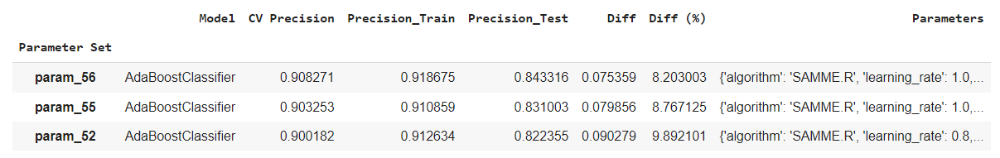 Model CV Precision Precision_Train Precision_Test Diff Diff (%) Parameters
Parameter Set
param_56 AdaBoostClassifier 0.908271 0.918675 0.843316 0.075359 8.203003 {'algorithm': 'SAMME.R', 'learning_rate': 1.0,...
param_55 AdaBoostClassifier 0.903253 0.910859 0.831003 0.079856 8.767125 {'algorithm': 'SAMME.R', 'learning_rate': 1.0,...
param_52 AdaBoostClassifier 0.900182 0.912634 0.822355 0.090279 9.892101 {'algorithm': 'SAMME.R', 'learning_rate': 0.8,...